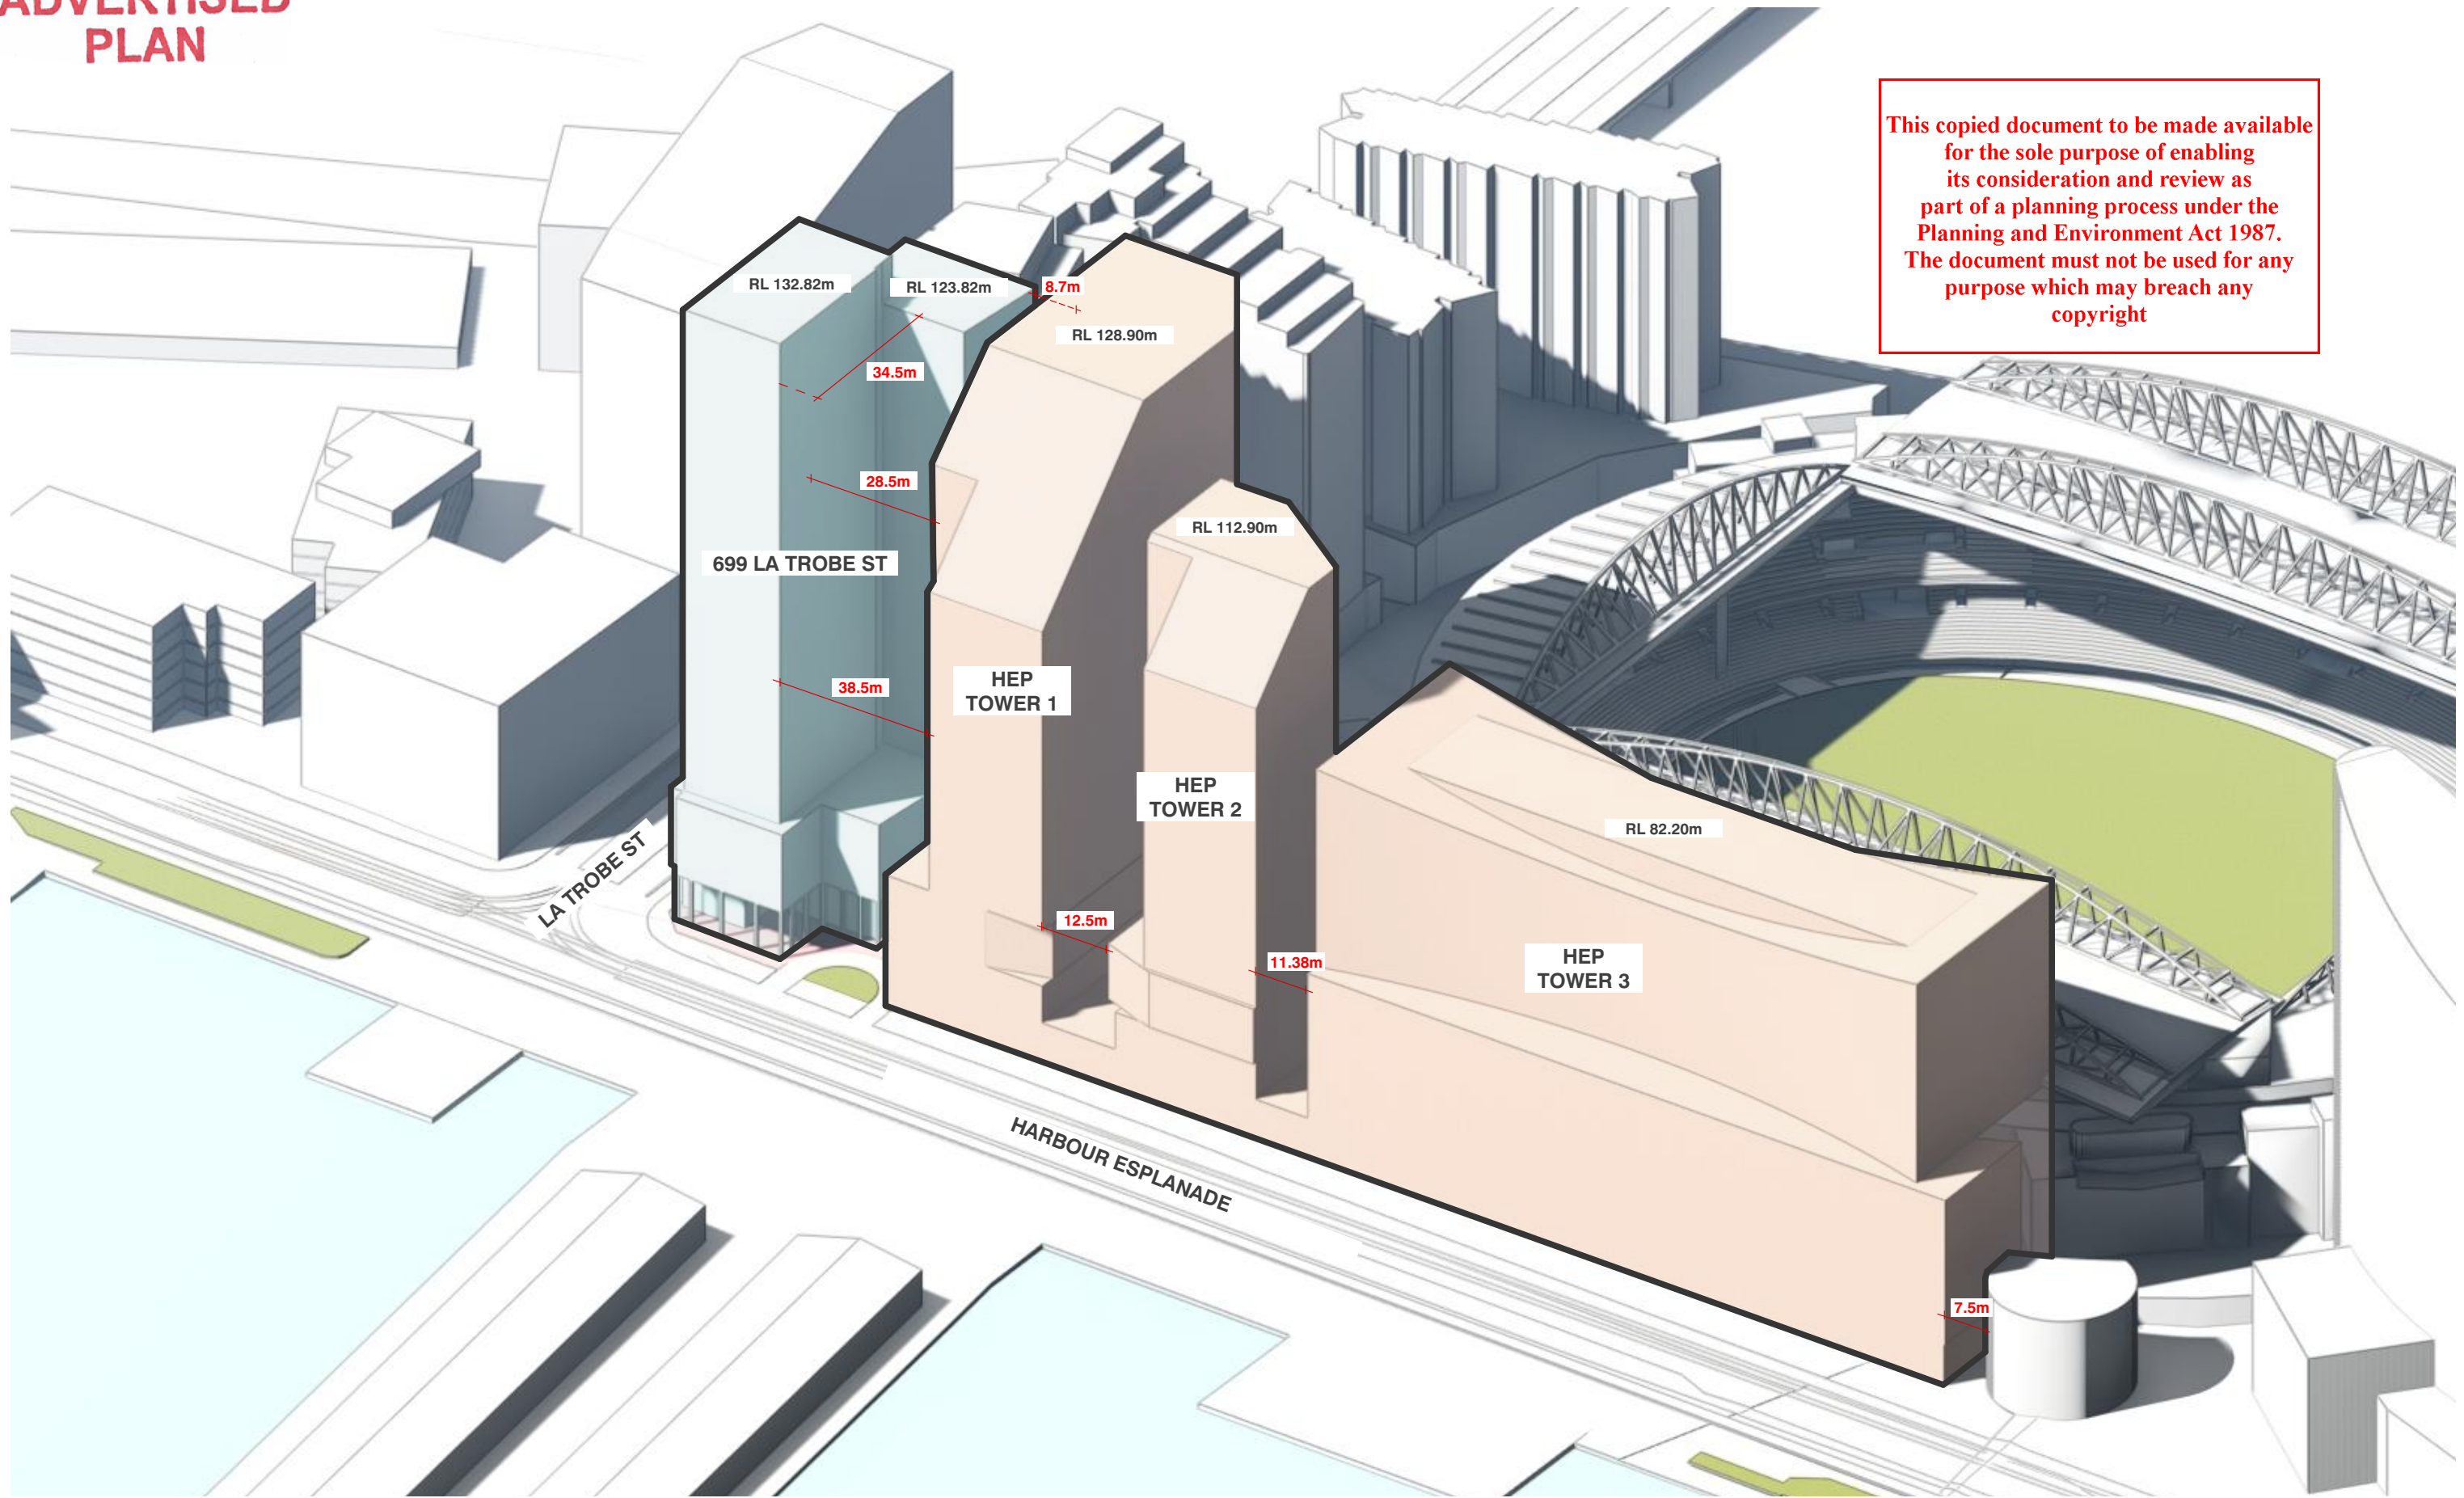 ADVERTISED
PLAN
This copied document to be made available
for the sole purpose of enabling
its consideration and review as
part of a planning process under the
Planning and Environment Act 1987.
The document must not be used for any
purpose which may breach any
copyright
RL 132.82m
RL 123.82m
8.7m
RL 128.90m
34.5m
28.5m
RL 112.90m
699 LA TROBE ST
38.5m
HEP
TOWER 1
HEP
TOWER 2
RL 82.20m
LA TROBE ST
12.5m
11.38m
HEP
TOWER 3
HARBOUR ESPLANADE
7.5m